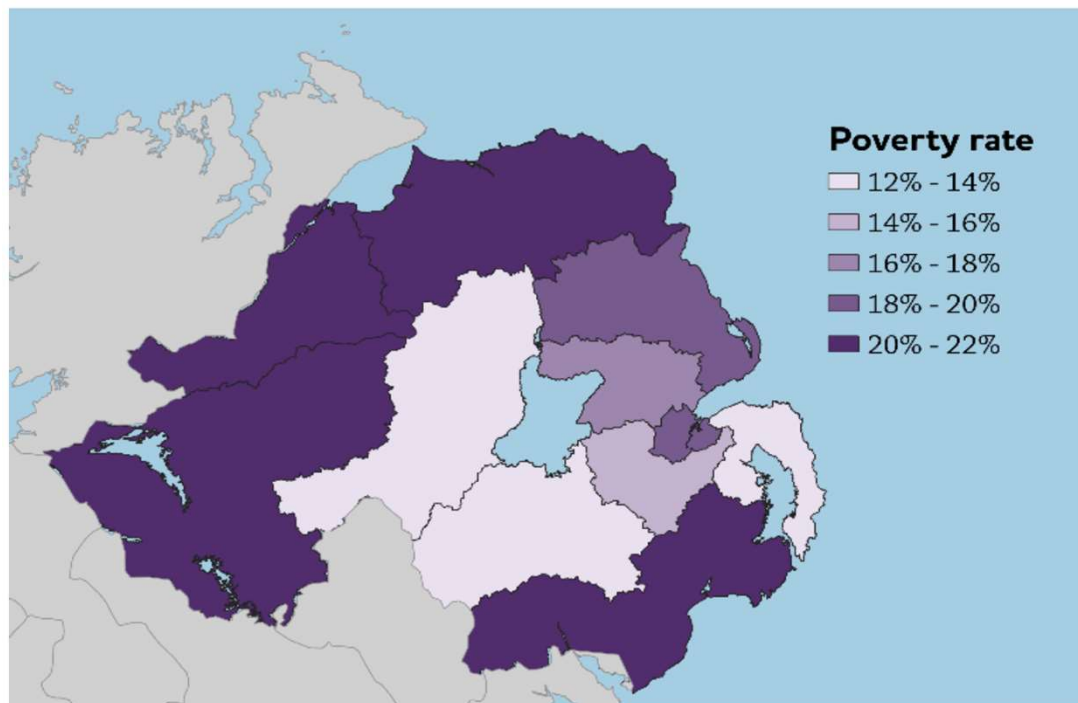 Poverty rate
12% - 14%
14% - 16%
16% - 18%
18% - 20%
20% - 22%